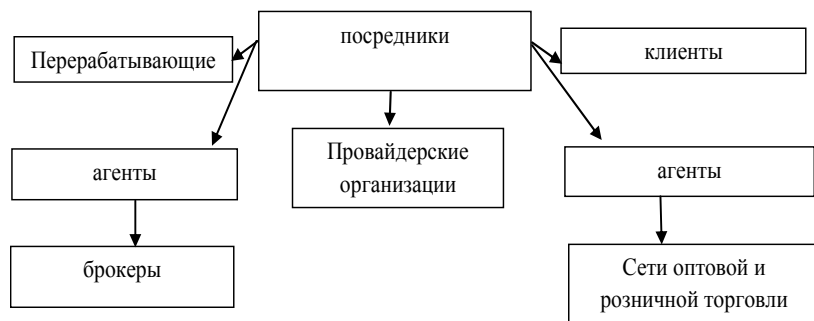 посредники
Перерабатывающие
клиенты
Провайдерские
организации
агенты
агенты
брокеры
Сети оптовой и
розничной торговли